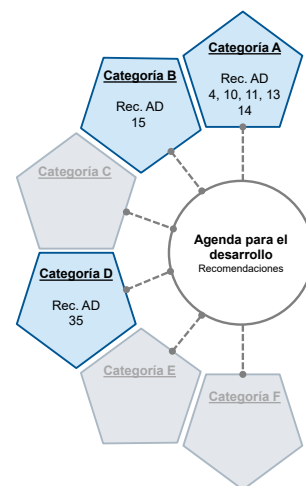 Categoría A
Rec. AD
4, 10, 11, 13
14
Categoría B
Rec. AD
15
Categoría C
Agenda para el
desarrollo
Recomendaciones
Categoría D
Rec. AD
35
Categoría E
Categoría F